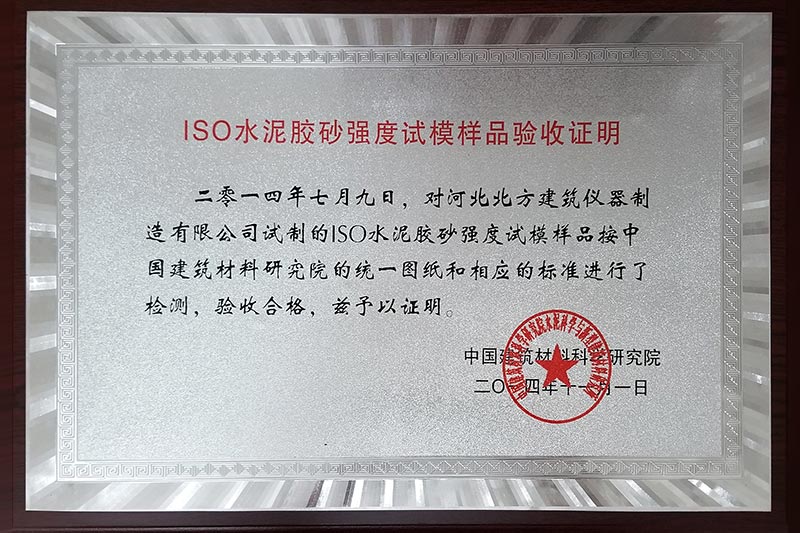 ISO水泥胶砂强度试模样品验收证明
二零一四年七月九日，对河北北方建筑仪器制
造有限公司试制的ISO水泥胶砂强度试模样品按中
国建筑材料研究院的统一图纸和相应的标准进行了
检测，验收合格，兹予以证明。
中国建筑材料科学研究院
二〇一四年十一月一日